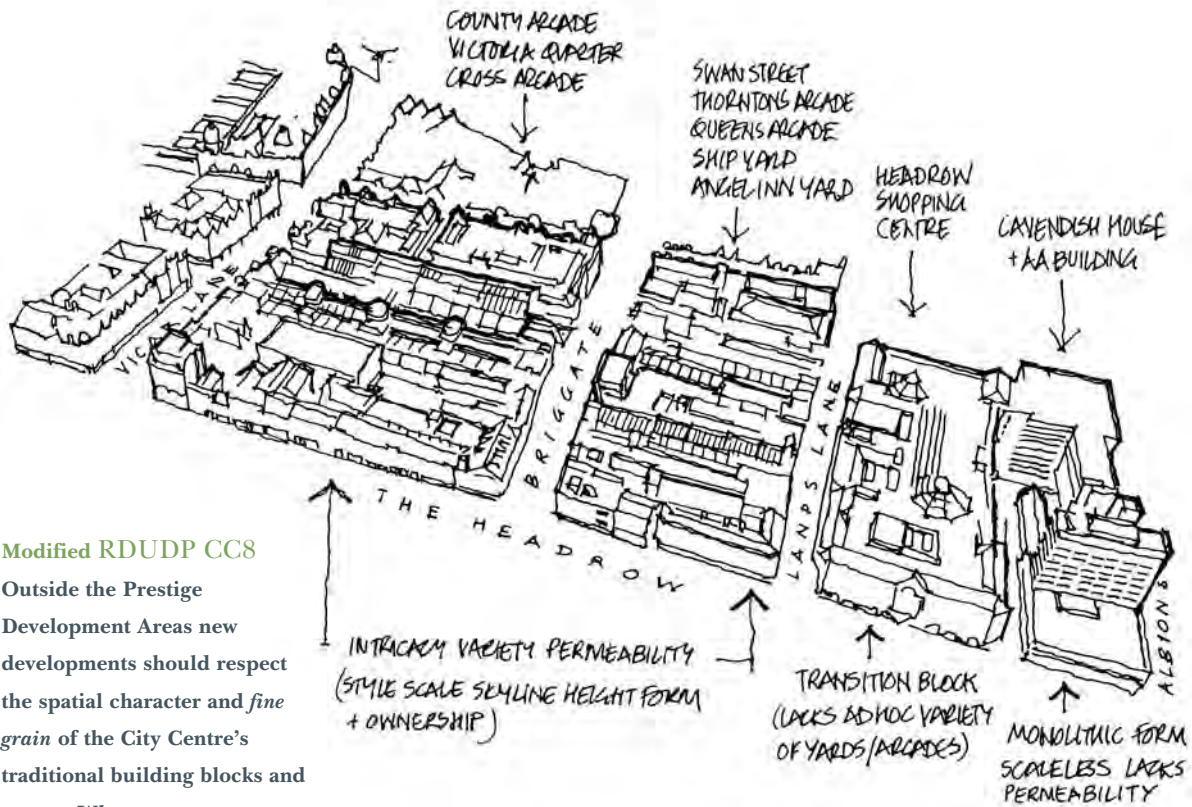 COUNTY ARCADE
VICTORIA QUARTER
CROSS ARCADE
SWAN STREET
THORNTONS ARCADE
QUEENS ARCADE
SHIP YARD
ANGEL INN YARD
HEADROW
SHOPPING
CENTRE
CAVENDISH HOUSE
+ AA BUILDING
VIC LANE
BRIGGATE
LANDS LANE
THE HEADROW
ALBION S
Modified RDUDP CC8
Outside the Prestige
Development Areas new
developments should respect
the spatial character and fine
grain of the City Centre's
traditional building blocks and
INTRICACY VARIETY PERMEABILITY
(STYLE SCALE SKYLINE HEIGHT FORM
+ OWNERSHIP)
TRANSITION BLOCK
(LACKS AD HOC VARIETY
OF YARDS/ARCADES)
MONOLITHIC FORM
SCALELESS LACKS
PERMEABILITY